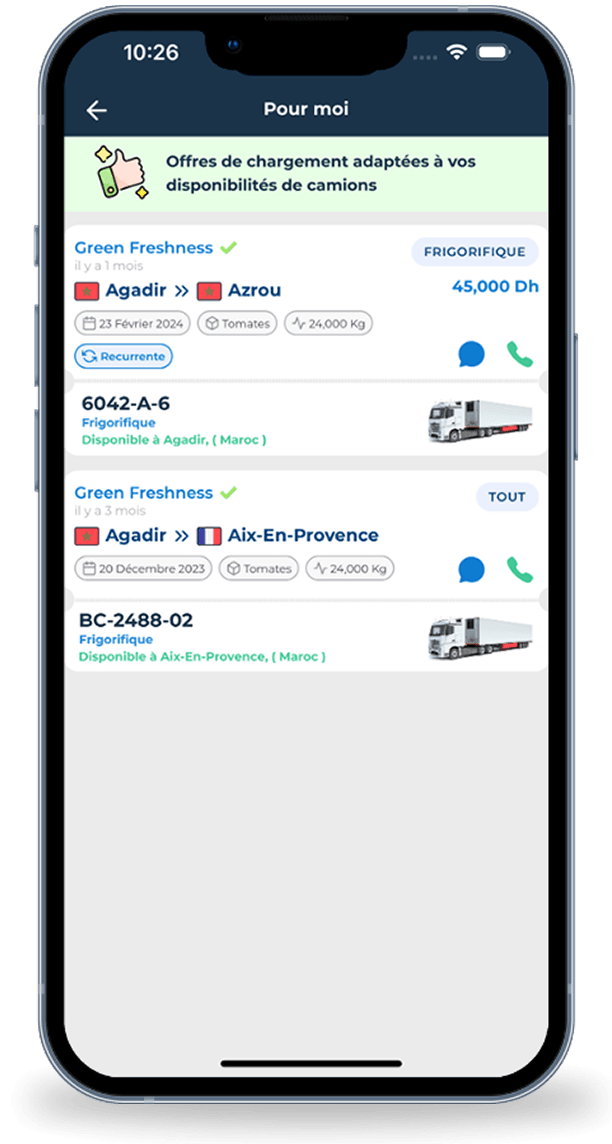 10:26
Pour moi
Offres de chargement adaptées à vos
disponibilités de camions
Green Freshness
FRIGORIFIQUE
il y a 1 mois
Agadir » Azrou
45,000 Dh
23 Février 2024 Tomates 24,000 Kg
Recurrente
6042-A-6
Frigorifique
Disponible à Agadir, ( Maroc )
Green Freshness
TOUT
il y a 3 mois
Agadir » Aix-En-Provence
20 Décembre 2023 Tomates 24,000 Kg
BC-2488-02
Frigorifique
Disponible à Aix-En-Provence, ( Maroc )